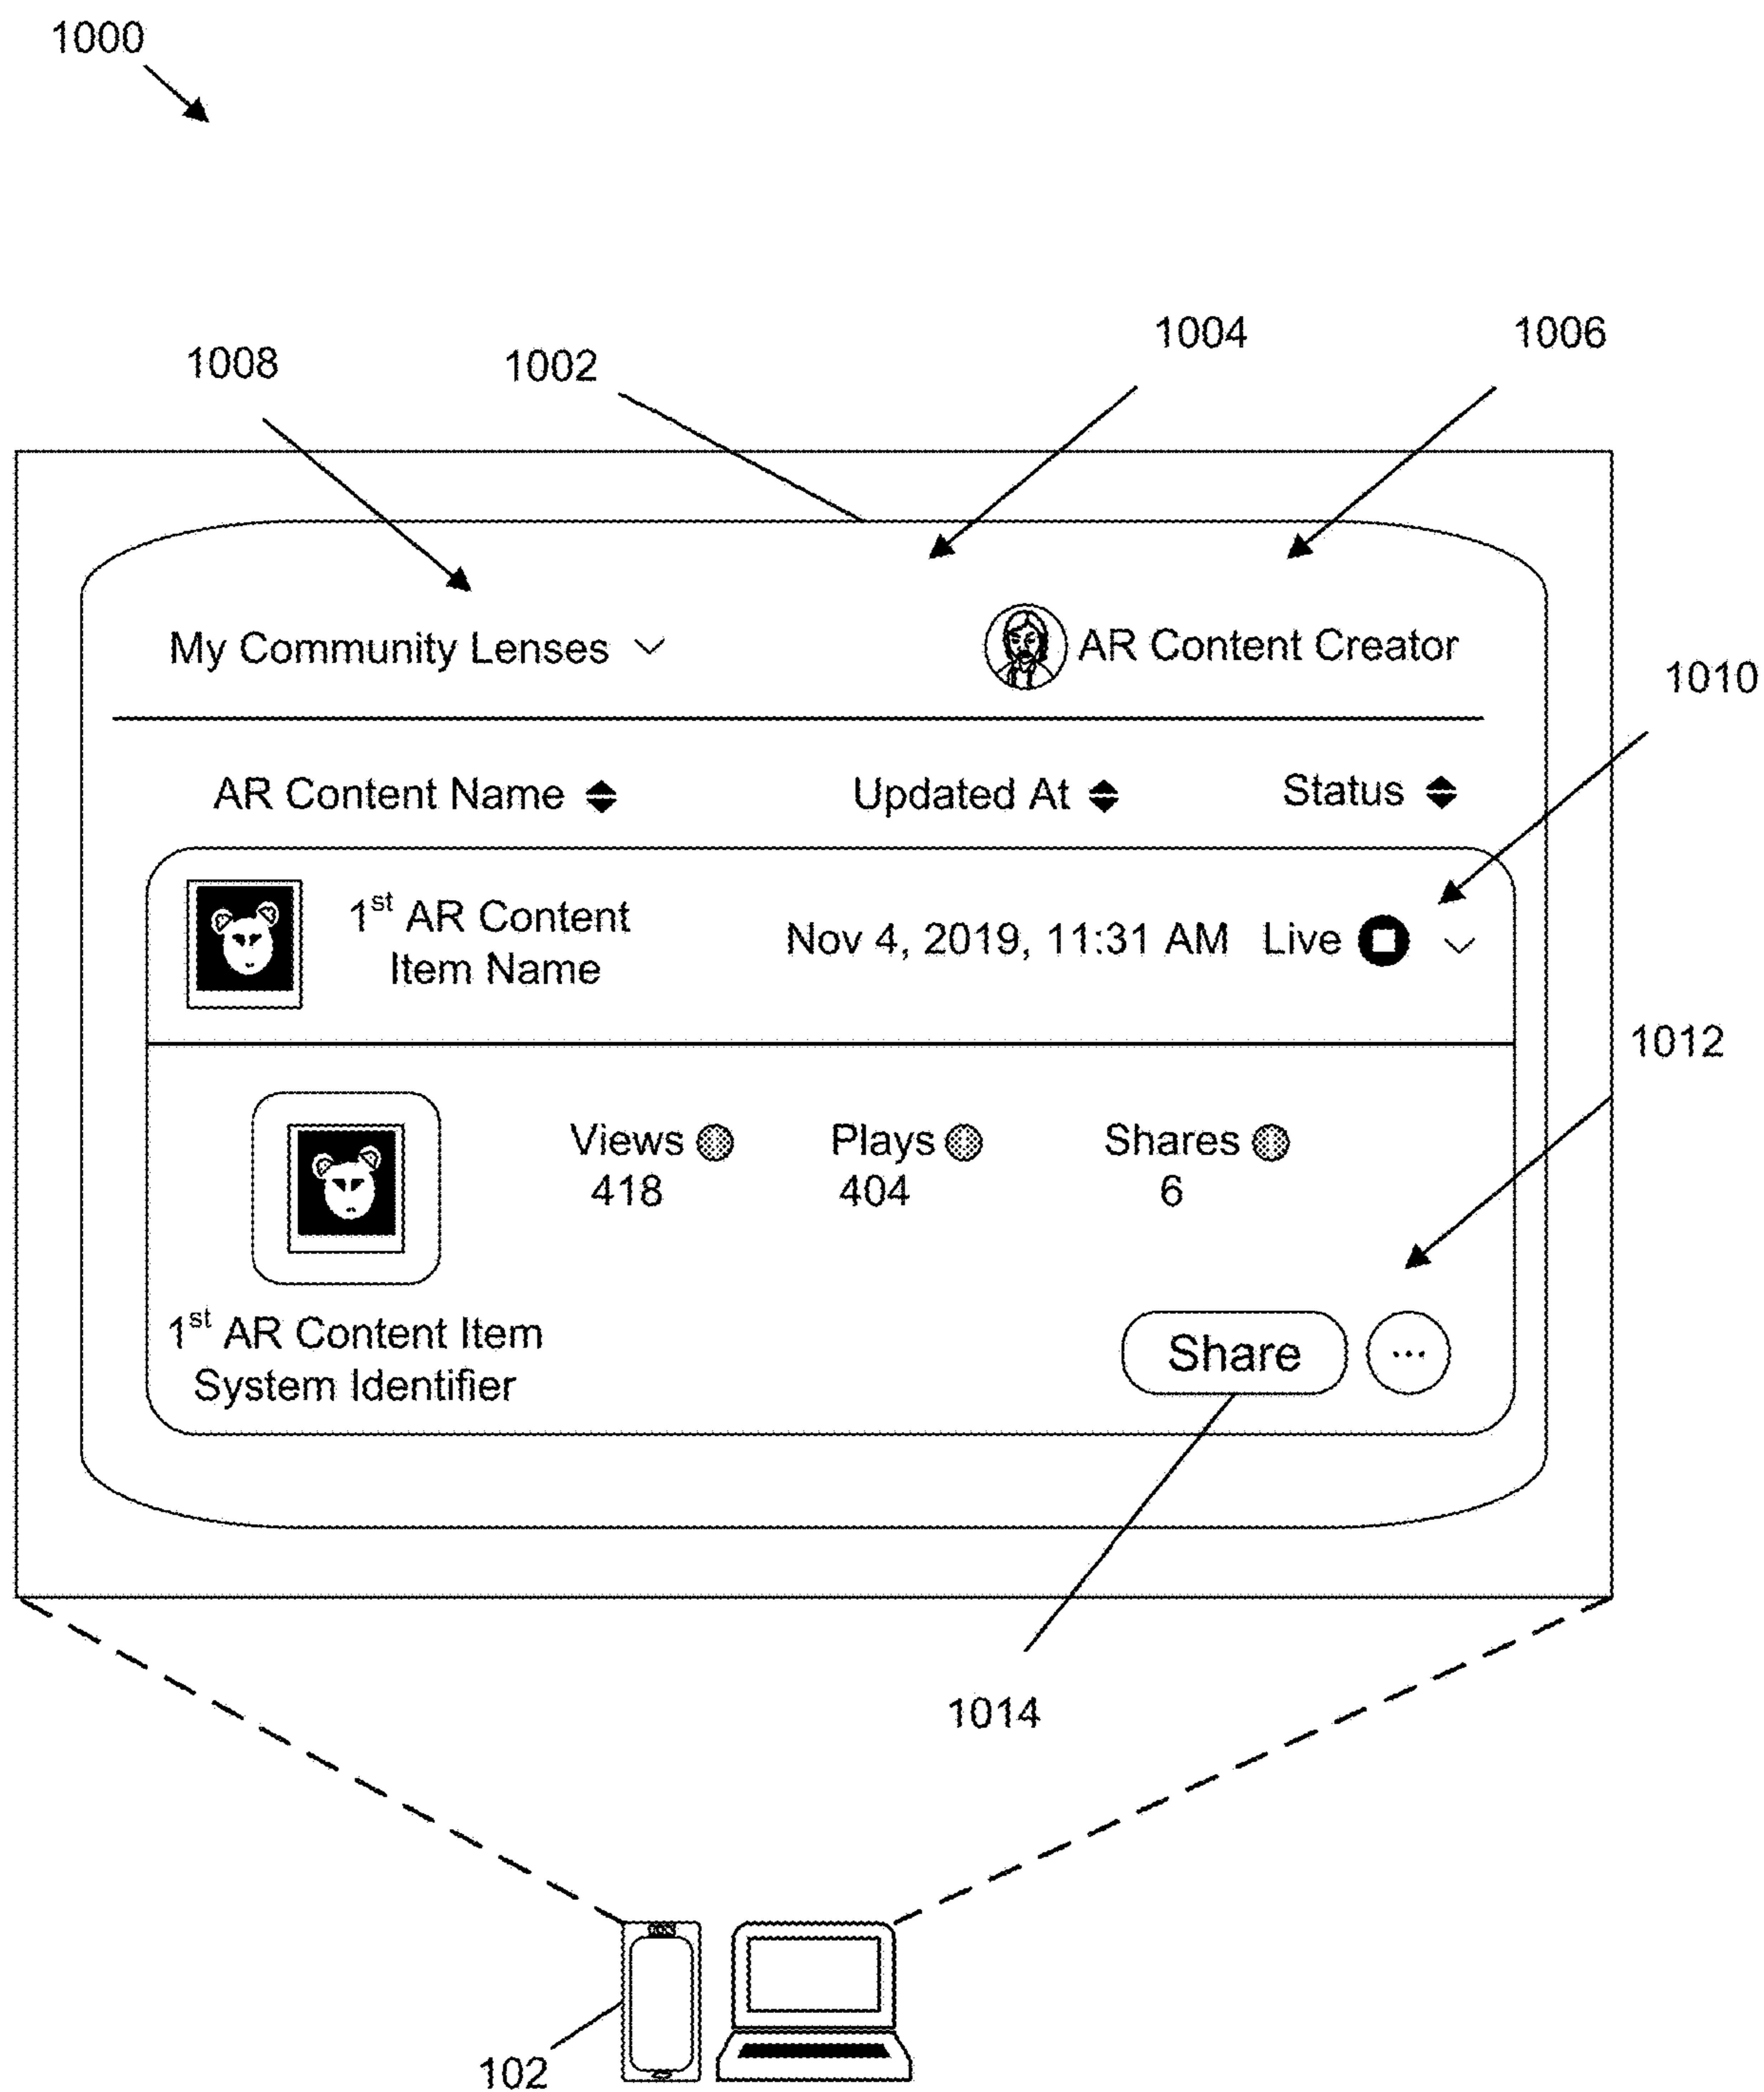 1000
1004 1006
1008 1002
My Community Lenses AR Content Creator
1010
AR Content Name Updated At Status
1st AR Content
Item Name
Nov 4, 2019, 11:31 AM Live
1012
Views Plays Shares
418 404 6
1st AR Content Item
System Identifier
Share ...
1014
102